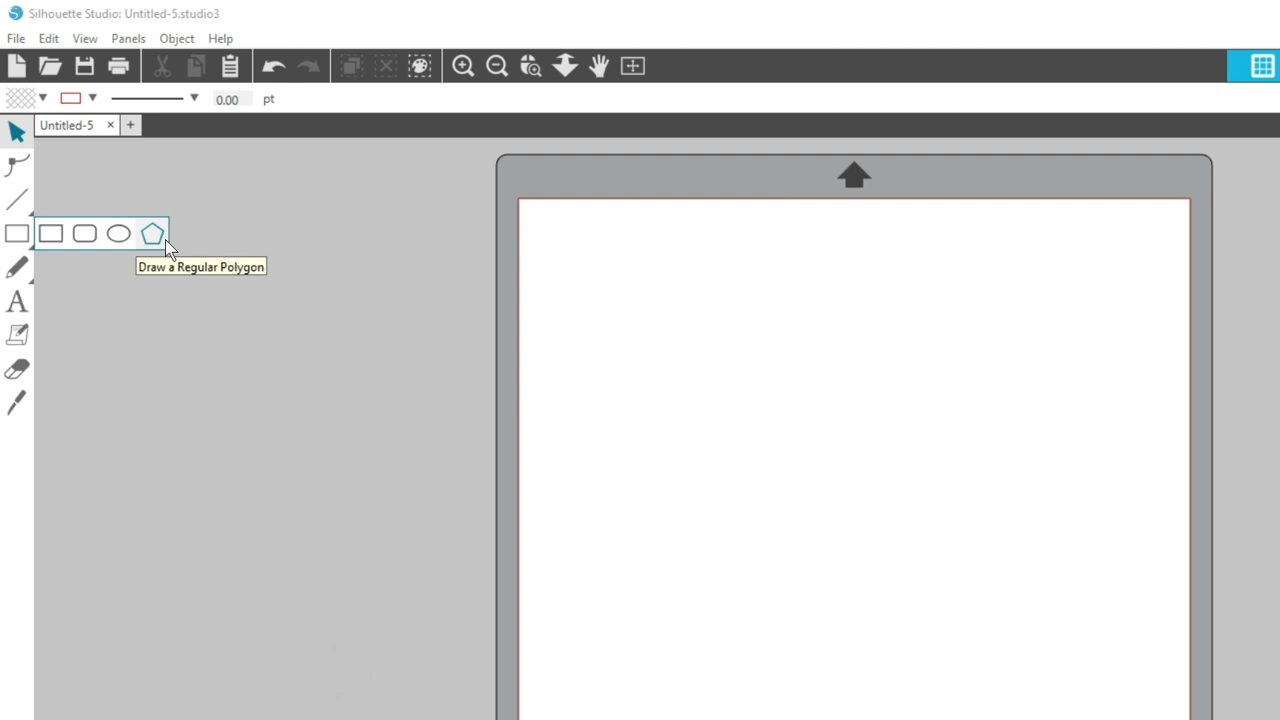 Silhouette Studio: Untitled-5.studio3
File Edit View Panels Object Help
0.00 pt
Untitled-5 × +
A
Draw a Regular Polygon